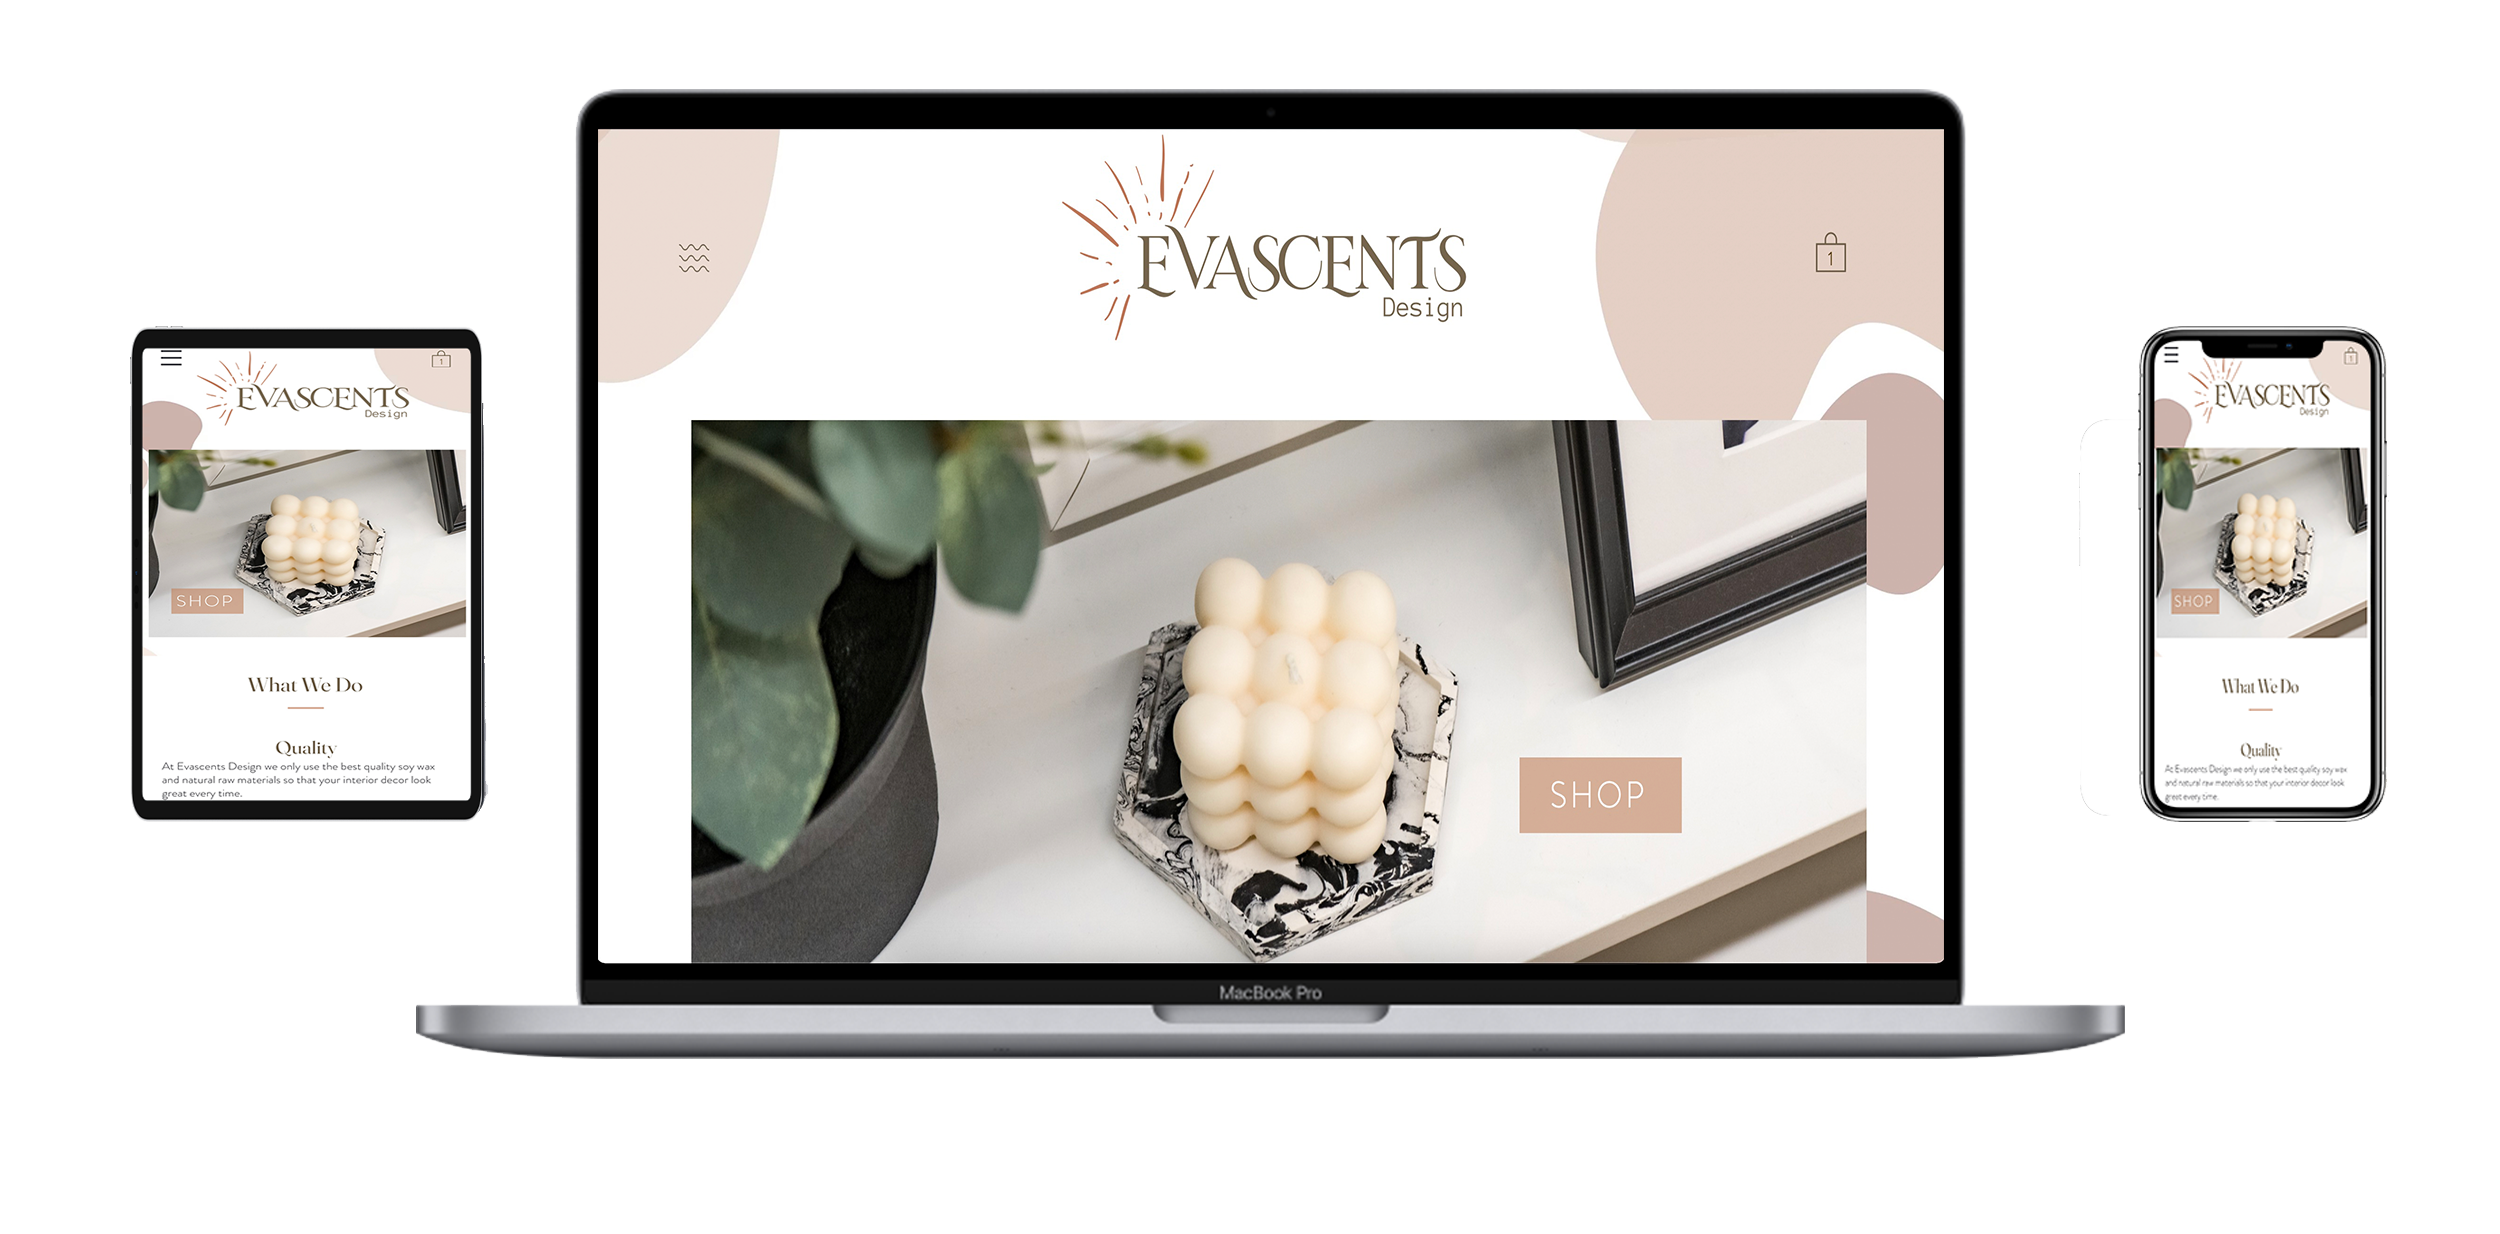 EVASCENTS
Design
1
SHOP
What We Do
Quality
At Evascents Design we only use the best quality soy wax
and natural raw materials so that your interior decor look
great every time.
EVASCENTS
Design
1
SHOP
MacBook Pro
EVASCENTS
Design
1
SHOP
What We Do
Quality
At Evascents Design we only use the best quality soy wax
and natural raw materials so that your interior decor look
great every time.